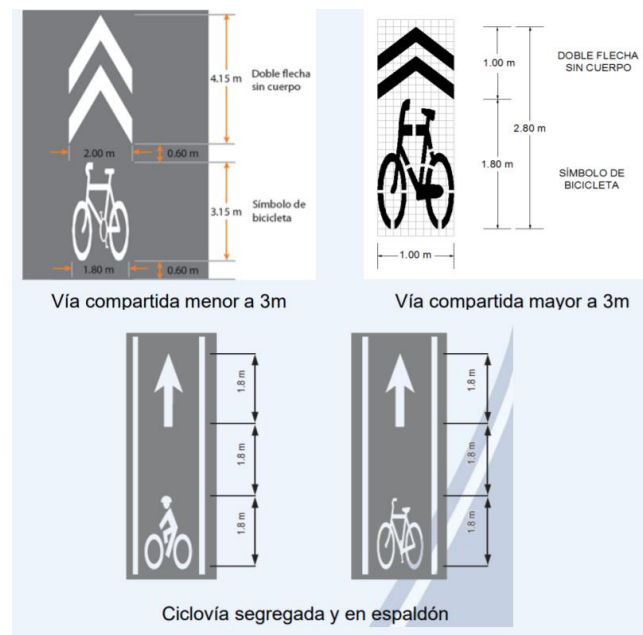 4.15 m
Doble flecha
sin cuerpo
2.00 m
0.60 m
3.15 m
Símbolo de
bicicleta
1.80 m
0.60 m
Vía compartida menor a 3m
1.00 m
DOBLE FLECHA
SIN CUERPO
2.80 m
1.80 m
SÍMBOLO DE
BICICLETA
1.00 m
Vía compartida mayor a 3m
1.8 m
1.8 m
1.8 m
1.8 m
1.8 m
1.8 m
Ciclovía segregada y en espaldón